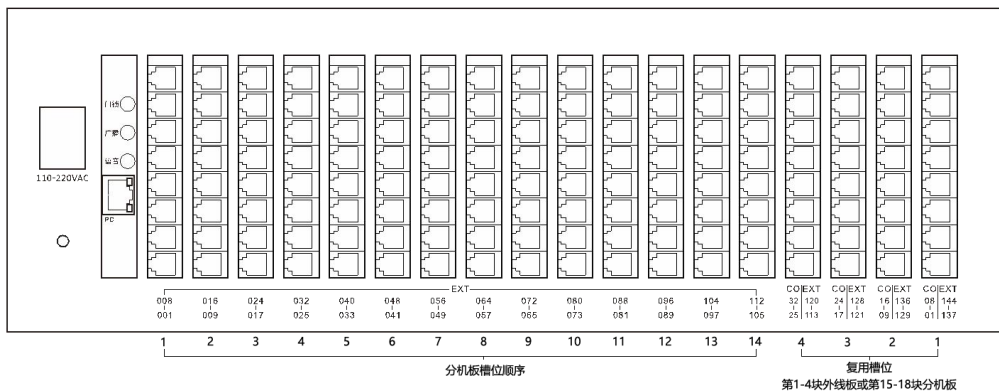 门铃
广播
110-220VAC
PC
EXT
CO EXT CO EXT CO EXT CO EXT
008 016 024 032 040 048 056 064 072 080 088 096 104 112 32 120 24 128 16 136 08 144
001 009 017 025 033 041 049 057 065 073 081 089 097 105 25 113 17 121 09 129 01 137
1 2 3 4 5 6 7 8 9 10 11 12 13 14 4 3 2 1
分机板槽位顺序
复用槽位
第1-4块外线板或第15-18块分机板